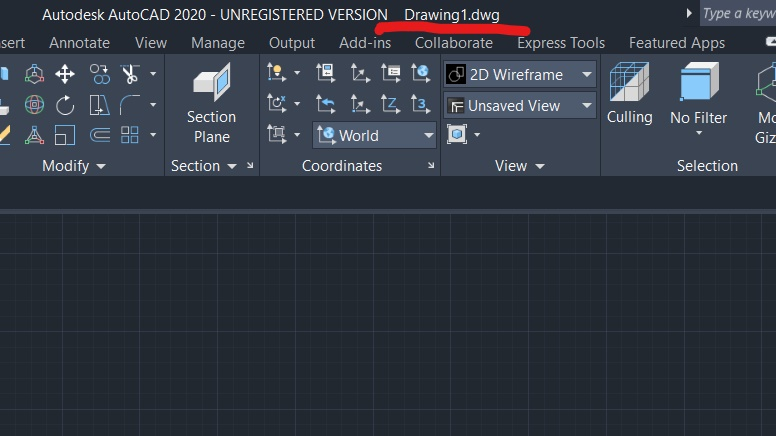 Autodesk AutoCAD 2020 - UNREGISTERED VERSION Drawing1.dwg Type a keyw
nsert Annotate View Manage Output Add-ins Collaborate Express Tools Featured Apps
2D Wireframe
Unsaved View
Section
Plane
World
Culling
No Filter
Mo
Giz
Modify Section Coordinates View Selection